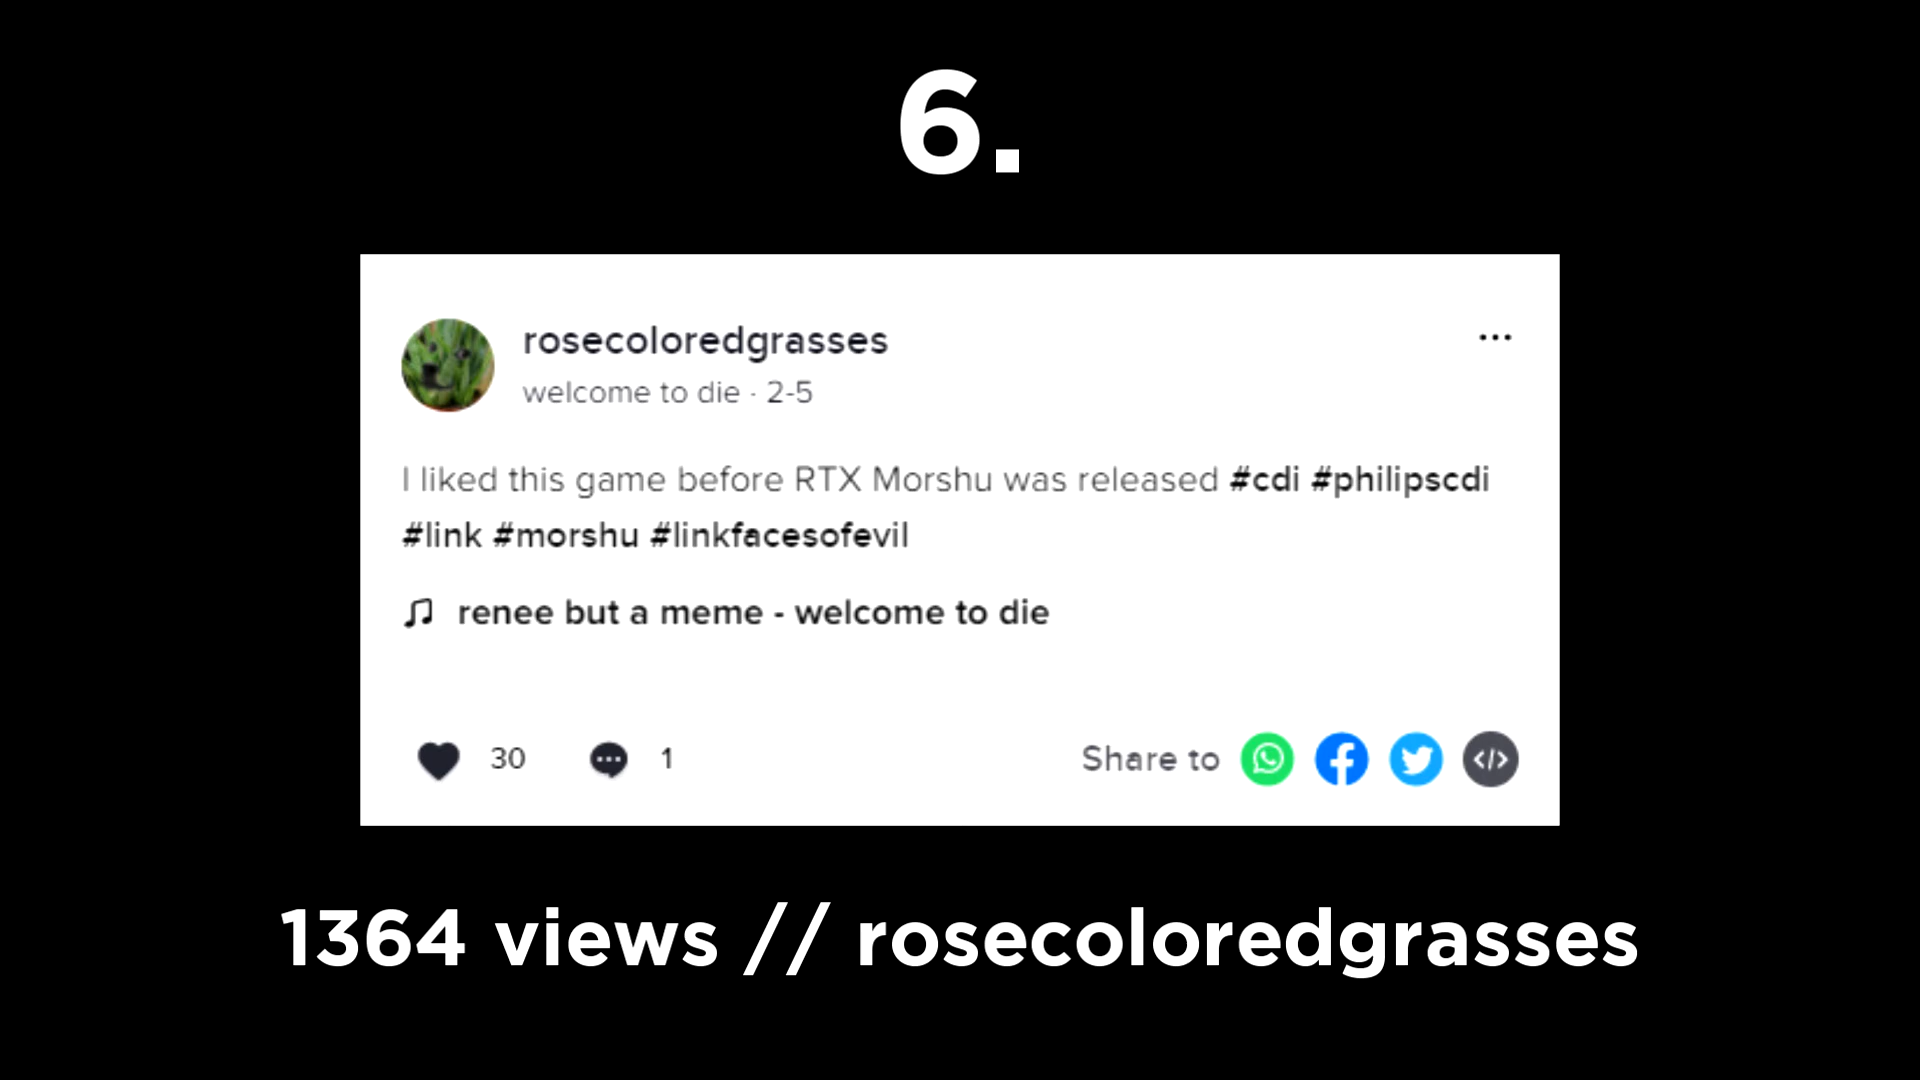 6.
rosecoloredgrasses
welcome to die · 2-5
I liked this game before RTX Morshu was released #cdi #philipscdi
#link #morshu #linkfacesofevil
renee but a meme - welcome to die
30 1 Share to
1364 views // rosecoloredgrasses